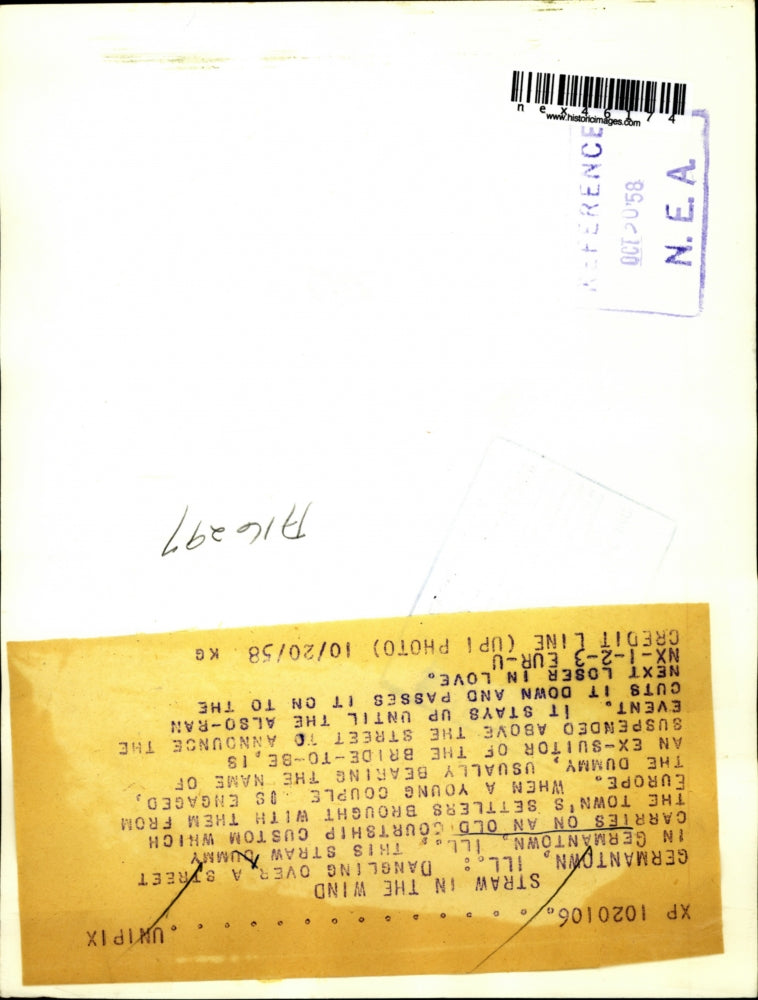 nex46174
www.historicimages.com
REFERENCE
OCT 20 '58
N. E. A.
A16297
XP 1020106. . . . . . . . . . . . . . . UNIPIX
STRAW IN THE WIND
GERMANTOWN, ILL.: DANGLING OVER A STREET
IN GERMANTOWN, ILL., THIS STRAW DUMMY
CARRIES ON AN OLD COURTSHIP CUSTOM WHICH
THE TOWN'S SETTLERS BROUGHT WITH THEM FROM
EUROPE. WHEN A YOUNG COUPLE IS ENGAGED,
THE DUMMY, USUALLY BEARING THE NAME OF
AN EX-SUITOR OF THE BRIDE-TO-BE, IS
SUSPENDED ABOVE THE STREET TO ANNOUNCE THE
EVENT. IT STAYS UP UNTIL THE ALSO-RAN
CUTS IT DOWN AND PASSES IT ON TO THE
NEXT LOSER IN LOVE.
NX-1-2-3 EUR-U
CREDIT LINE (UPI PHOTO) 10/20/58 KG